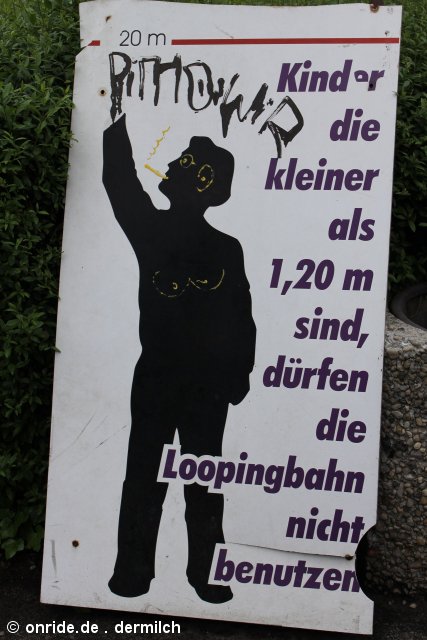 20 m
Kinder
die
kleiner
als
1,20 m
sind,
dürfen
die
Loopingbahn
nicht
benutzen
© onride.de . dermilch